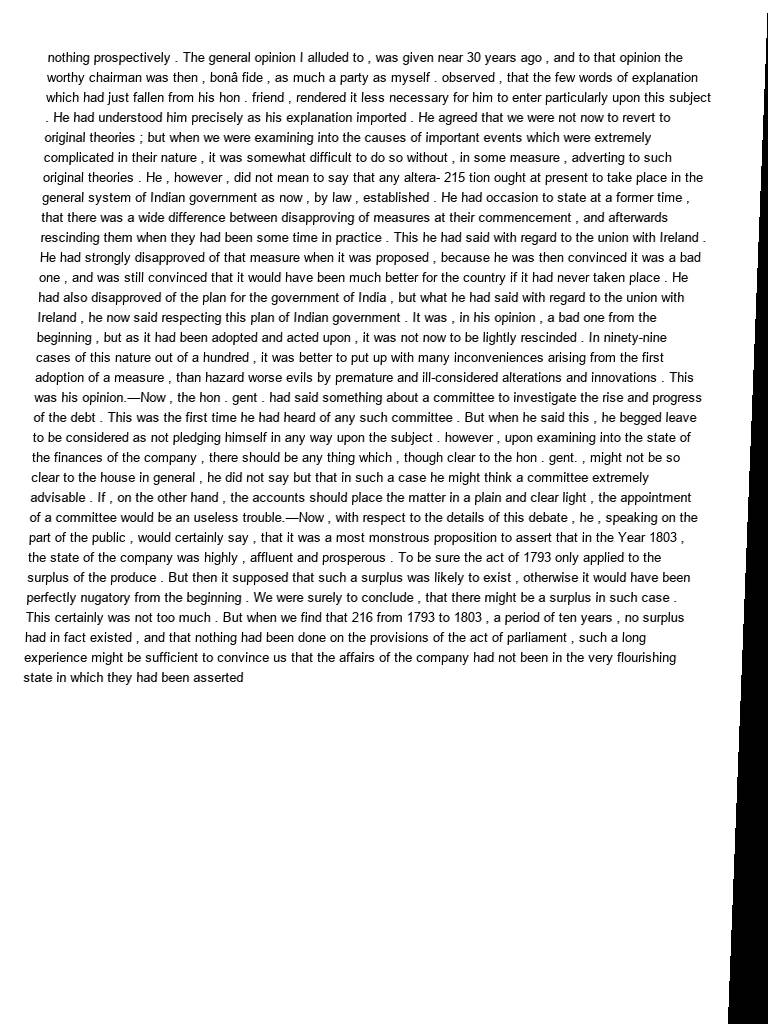 nothing prospectively . The general opinion I alluded to , was given near 30 years ago , and to that opinion the
worthy chairman was then , bonâ fide , as much a party as myself . observed , that the few words of explanation
which had just fallen from his hon . friend , rendered it less necessary for him to enter particularly upon this subject
. He had understood him precisely as his explanation imported . He agreed that we were not now to revert to
original theories ; but when we were examining into the causes of important events which were extremely
complicated in their nature , it was somewhat difficult to do so without , in some measure , adverting to such
original theories . He , however , did not mean to say that any altera- 215 tion ought at present to take place in the
general system of Indian government as now , by law , established . He had occasion to state at a former time ,
that there was a wide difference between disapproving of measures at their commencement , and afterwards
rescinding them when they had been some time in practice . This he had said with regard to the union with Ireland .
He had strongly disapproved of that measure when it was proposed , because he was then convinced it was a bad
one , and was still convinced that it would have been much better for the country if it had never taken place . He
had also disapproved of the plan for the government of India , but what he had said with regard to the union with
Ireland , he now said respecting this plan of Indian government . It was , in his opinion , a bad one from the
beginning , but as it had been adopted and acted upon , it was not now to be lightly rescinded . In ninety-nine
cases of this nature out of a hundred , it was better to put up with many inconveniences arising from the first
adoption of a measure , than hazard worse evils by premature and ill-considered alterations and innovations . This
was his opinion.—Now , the hon . gent . had said something about a committee to investigate the rise and progress
of the debt . This was the first time he had heard of any such committee . But when he said this , he begged leave
to be considered as not pledging himself in any way upon the subject . however , upon examining into the state of
the finances of the company , there should be any thing which , though clear to the hon . gent. , might not be so
clear to the house in general , he did not say but that in such a case he might think a committee extremely
advisable . If , on the other hand , the accounts should place the matter in a plain and clear light , the appointment
of a committee would be an useless trouble.—Now , with respect to the details of this debate , he , speaking on the
part of the public , would certainly say , that it was a most monstrous proposition to assert that in the Year 1803 ,
the state of the company was highly , affluent and prosperous . To be sure the act of 1793 only applied to the
surplus of the produce . But then it supposed that such a surplus was likely to exist , otherwise it would have been
perfectly nugatory from the beginning . We were surely to conclude , that there might be a surplus in such case .
This certainly was not too much . But when we find that 216 from 1793 to 1803 , a period of ten years , no surplus
had in fact existed , and that nothing had been done on the provisions of the act of parliament , such a long
experience might be sufficient to convince us that the affairs of the company had not been in the very flourishing
state in which they had been asserted